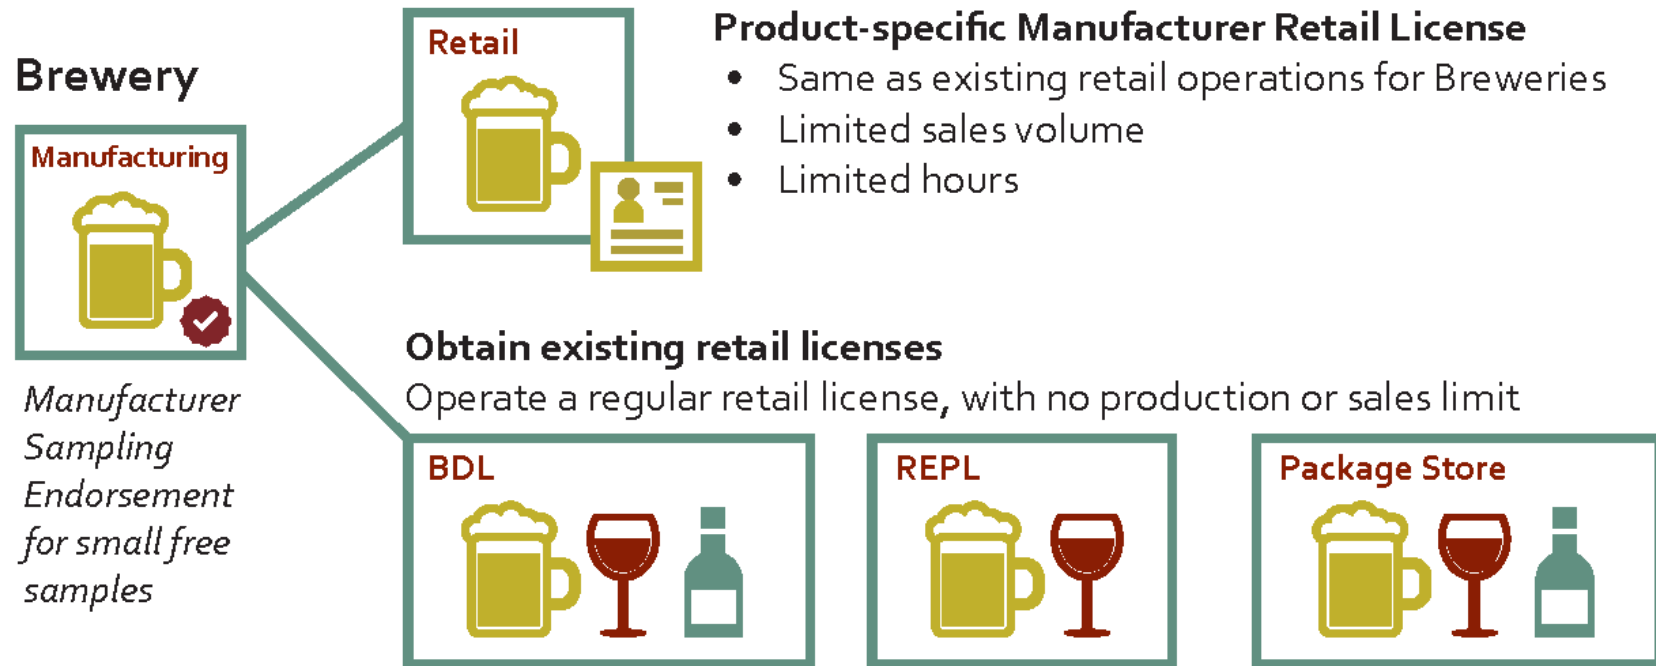 Brewery
Manufacturing
Manufacturer
Sampling
Endorsement
for small free
samples
Retail
Product-specific Manufacturer Retail License
• Same as existing retail operations for Breweries
• Limited sales volume
• Limited hours
Obtain existing retail licenses
Operate a regular retail license, with no production or sales limit
BDL
REPL
Package Store